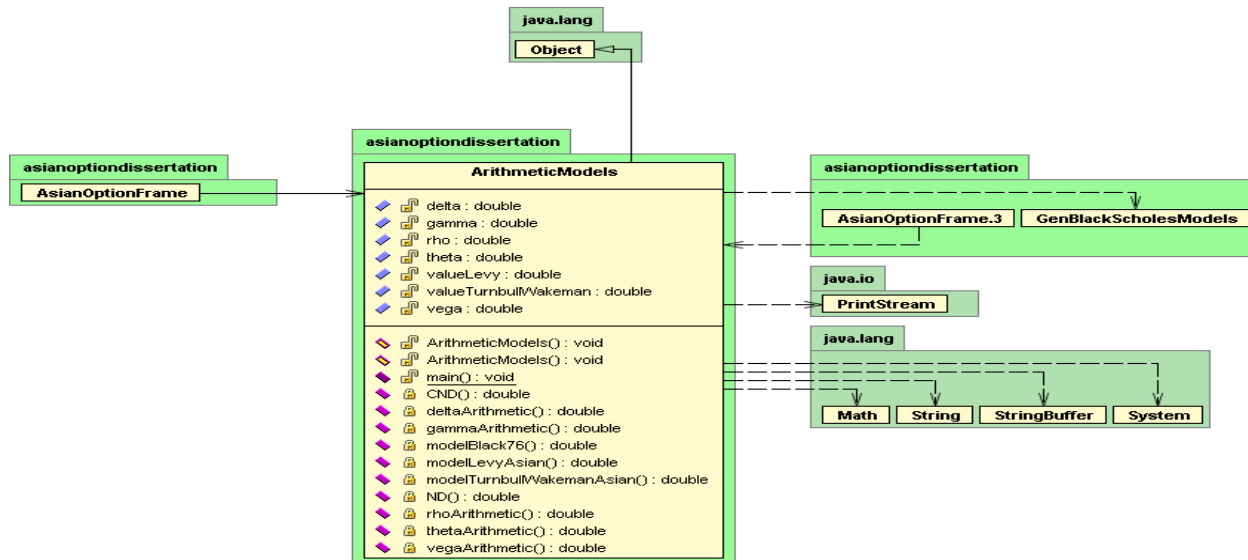 java.lang
Object
asianoptiondissertation
AsianOptionFrame
asianoptiondissertation
ArithmeticModels
delta : double
gamma : double
rho : double
theta : double
valueLevy : double
valueTurnbullWakeman : double
vega : double
ArithmeticModels() : void
ArithmeticModels() : void
main() : void
CND() : double
deltaArithmetic() : double
gammaArithmetic() : double
modelBlack76() : double
modelLevyAsian() : double
modelTurnbullWakemanAsian() : double
ND() : double
rhoArithmetic() : double
thetaArithmetic() : double
vegaArithmetic() : double
asianoptiondissertation
AsianOptionFrame.3 GenBlackScholesModels
java.io
PrintStream
java.lang
Math String StringBuffer System